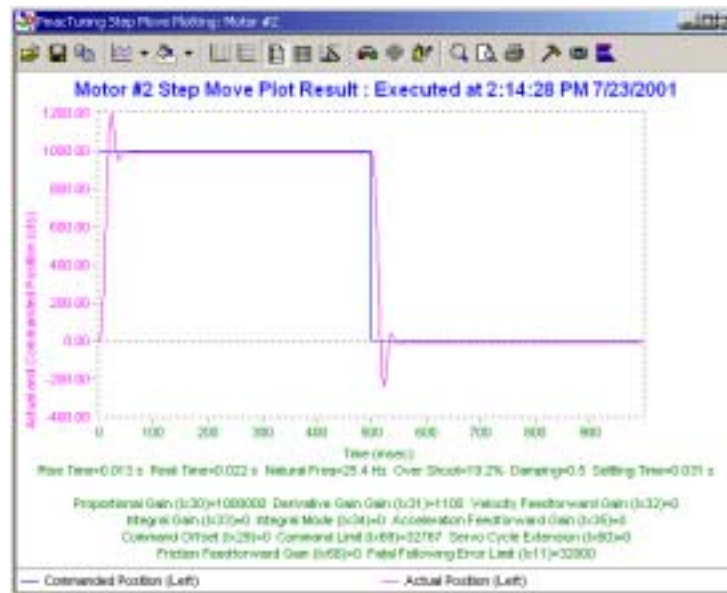 PmacTuning Step Move Plotting: Motor #2
Motor #2 Step Move Plot Result : Executed at 2:14:28 PM 7/23/2001
Actual and Commanded Position (cts)
1200.00
1000.00
800.00
600.00
400.00
200.00
0.00
-200.00
-400.00
0 100 200 300 400 500 600 700 800 900
Time (msec)
Rise Time=0.013 s Peak Time=0.022 s Natural Freq=25.4 Hz Over Shoot=19.2% Damping=0.5 Settling Time=0.031 s
Proportional Gain (Ix30)=1000000 Derivative Gain Gain (Ix31)=1100 Velocity Feedforward Gain (Ix32)=0
Integral Gain (Ix33)=0 Integral Mode (Ix34)=0 Acceleration Feedforward Gain (Ix35)=0
Command Offset (Ix29)=0 Command Limit (Ix69)=32767 Servo Cycle Extension (Ix60)=0
Friction Feedforward Gain (Ix68)=0 Fatal Following Error Limit (Ix11)=32000
Commanded Position (Left) Actual Position (Left)